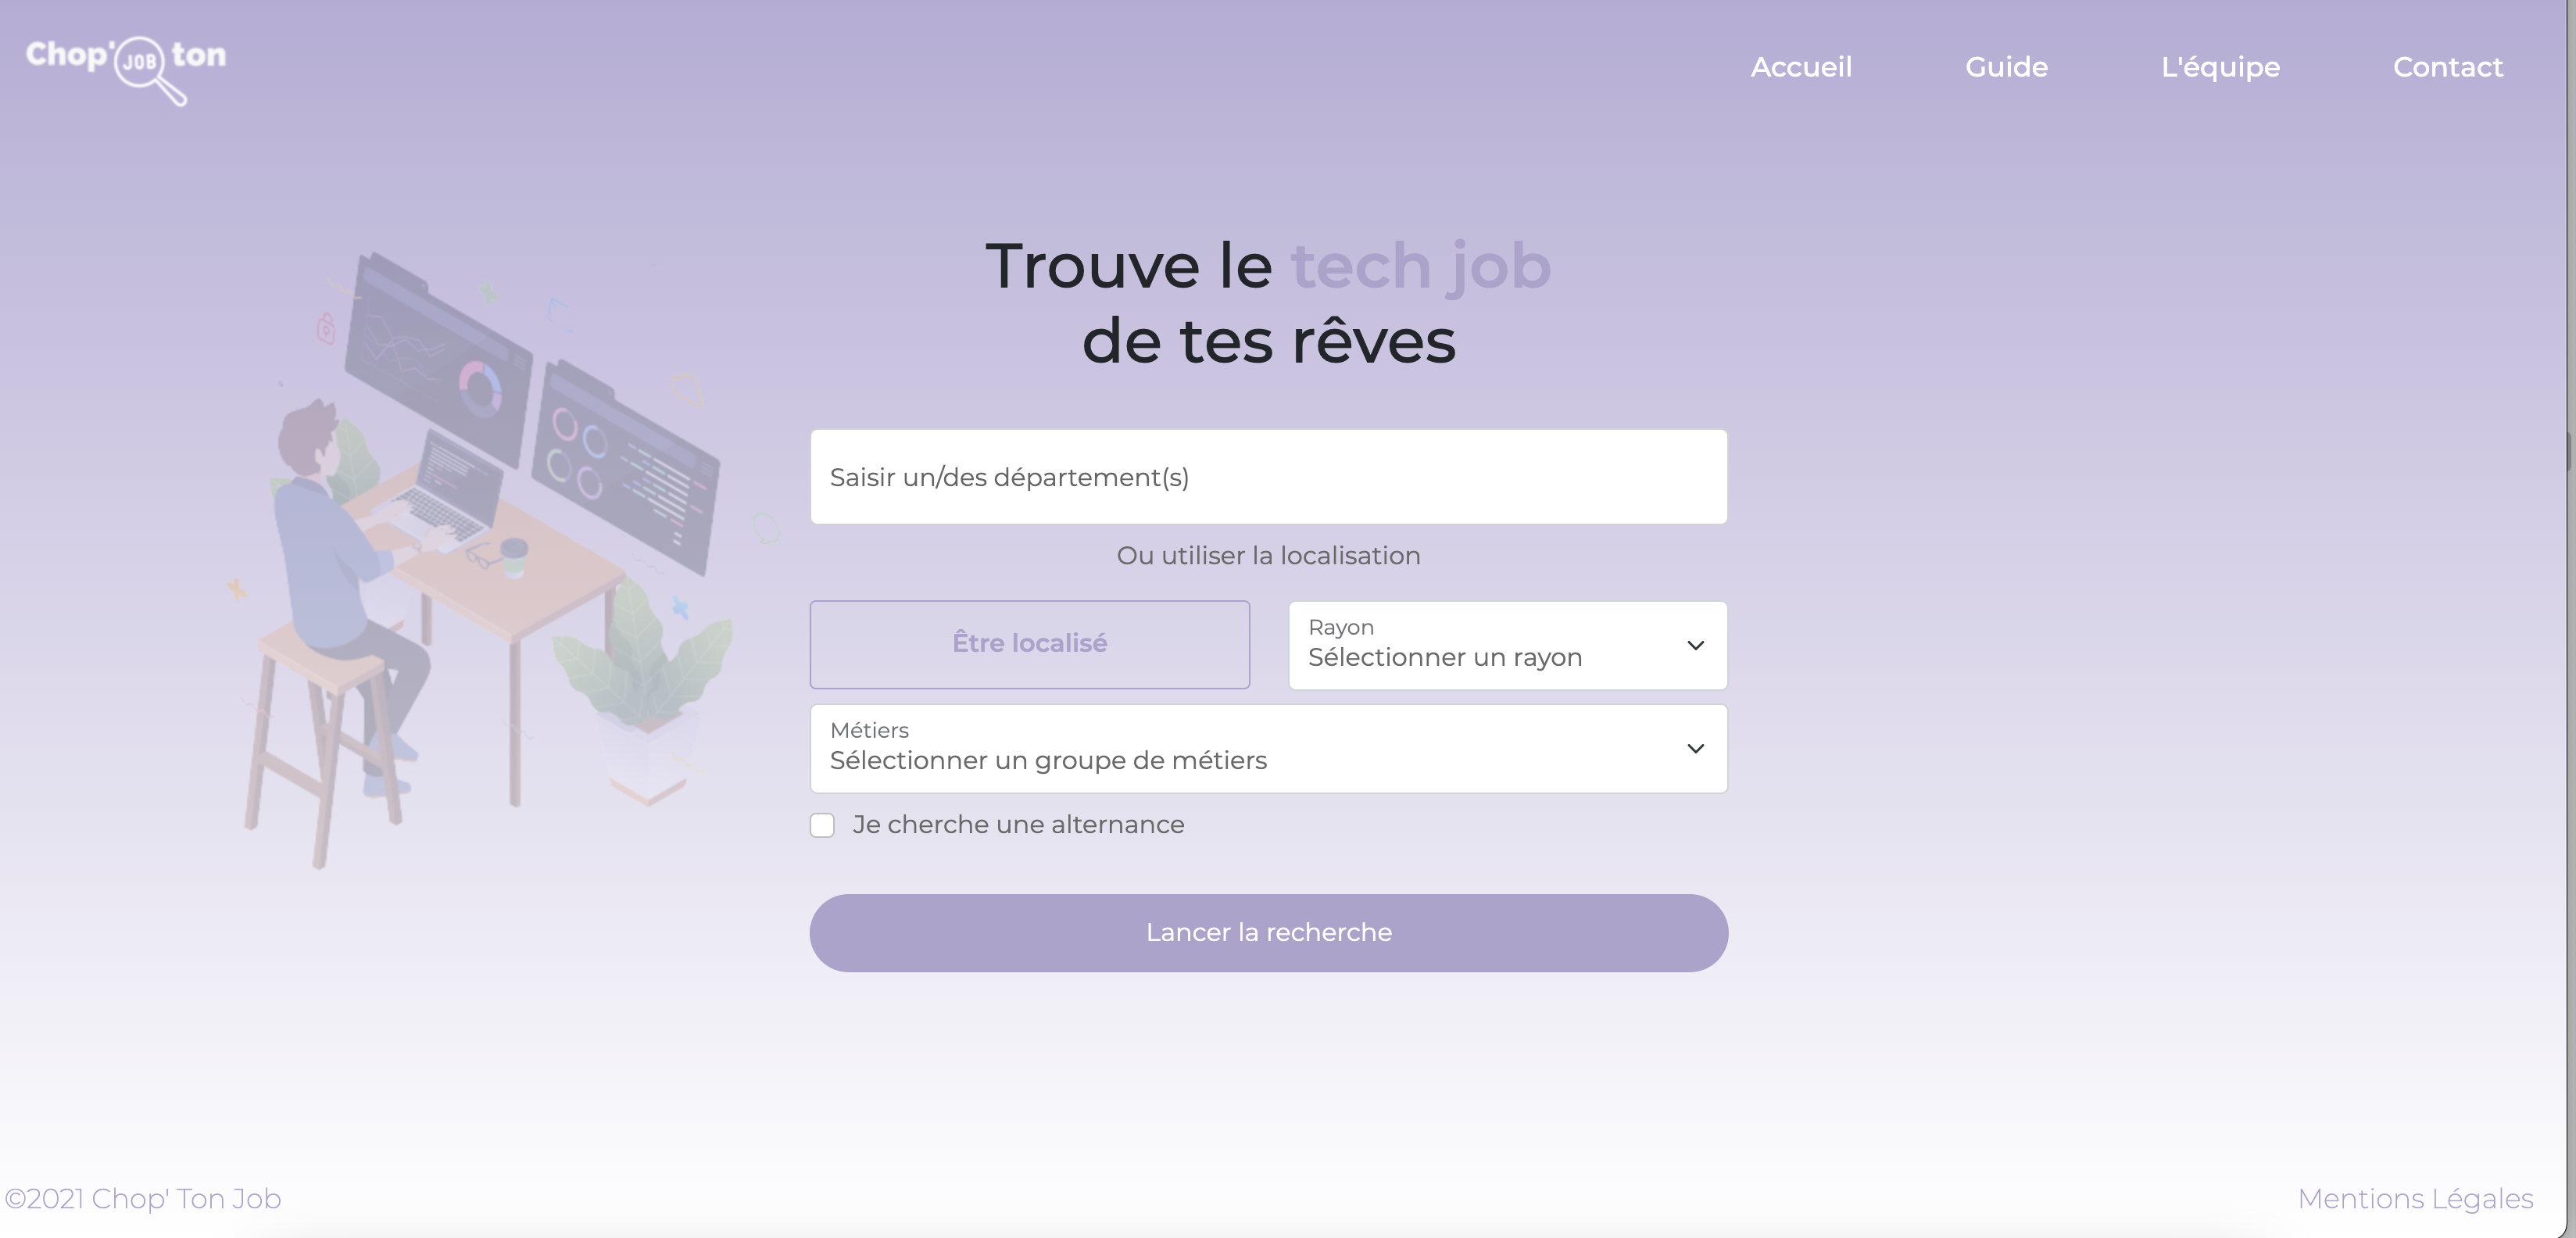 Chop' JOB ton
Accueil
Guide
L'équipe
Contact
Trouve le tech job
de tes rêves
Saisir un/des département(s)
Ou utiliser la localisation
Être localisé
Rayon
Sélectionner un rayon
Métiers
Sélectionner un groupe de métiers
Je cherche une alternance
Lancer la recherche
©2021 Chop' Ton Job
Mentions Légales